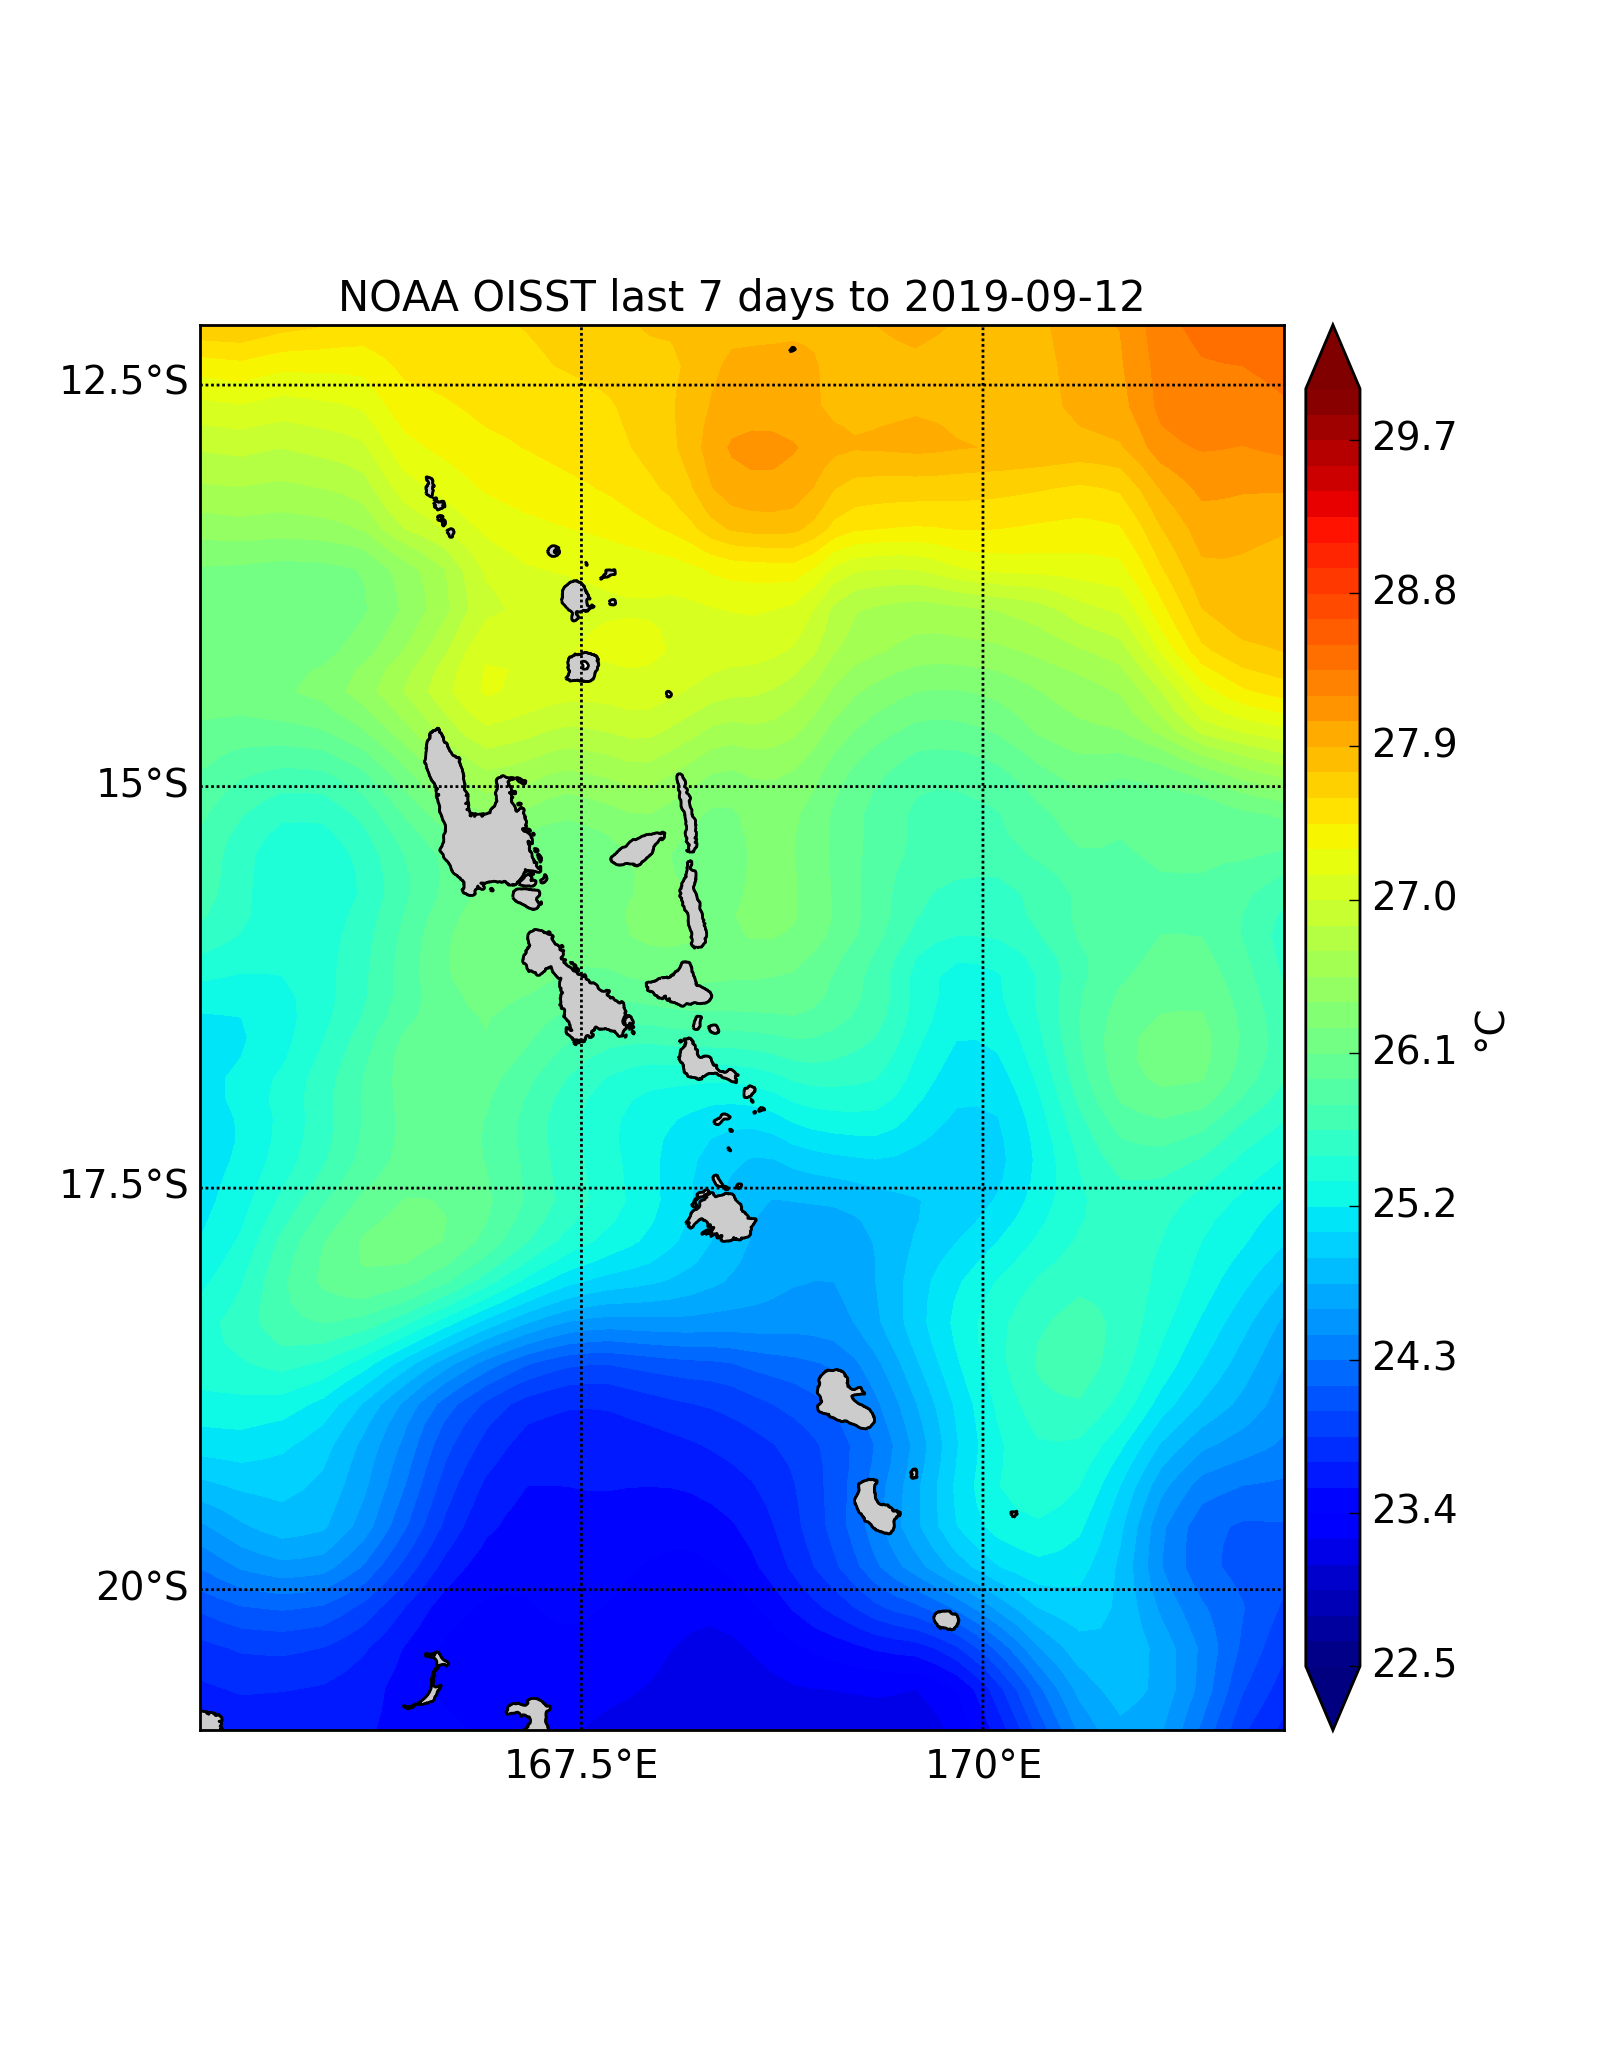 NOAA OISST last 7 days to 2019-09-12
12.5°S
15°S
17.5°S
20°S
167.5°E
170°E
29.7
28.8
27.9
27.0
26.1
25.2
24.3
23.4
22.5
°C